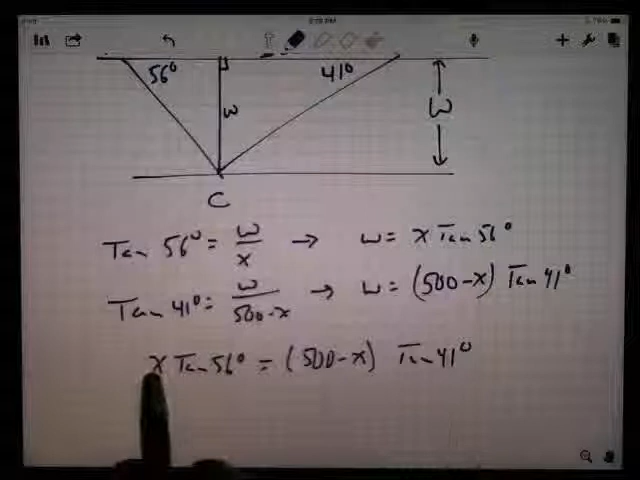 56° 41°
w w
C
Tan 56° = w/x → w = x Tan 56°
Tan 41° = w/500-x → w = (500-x) Tan 41°
x Tan 56° = (500-x) Tan 41°